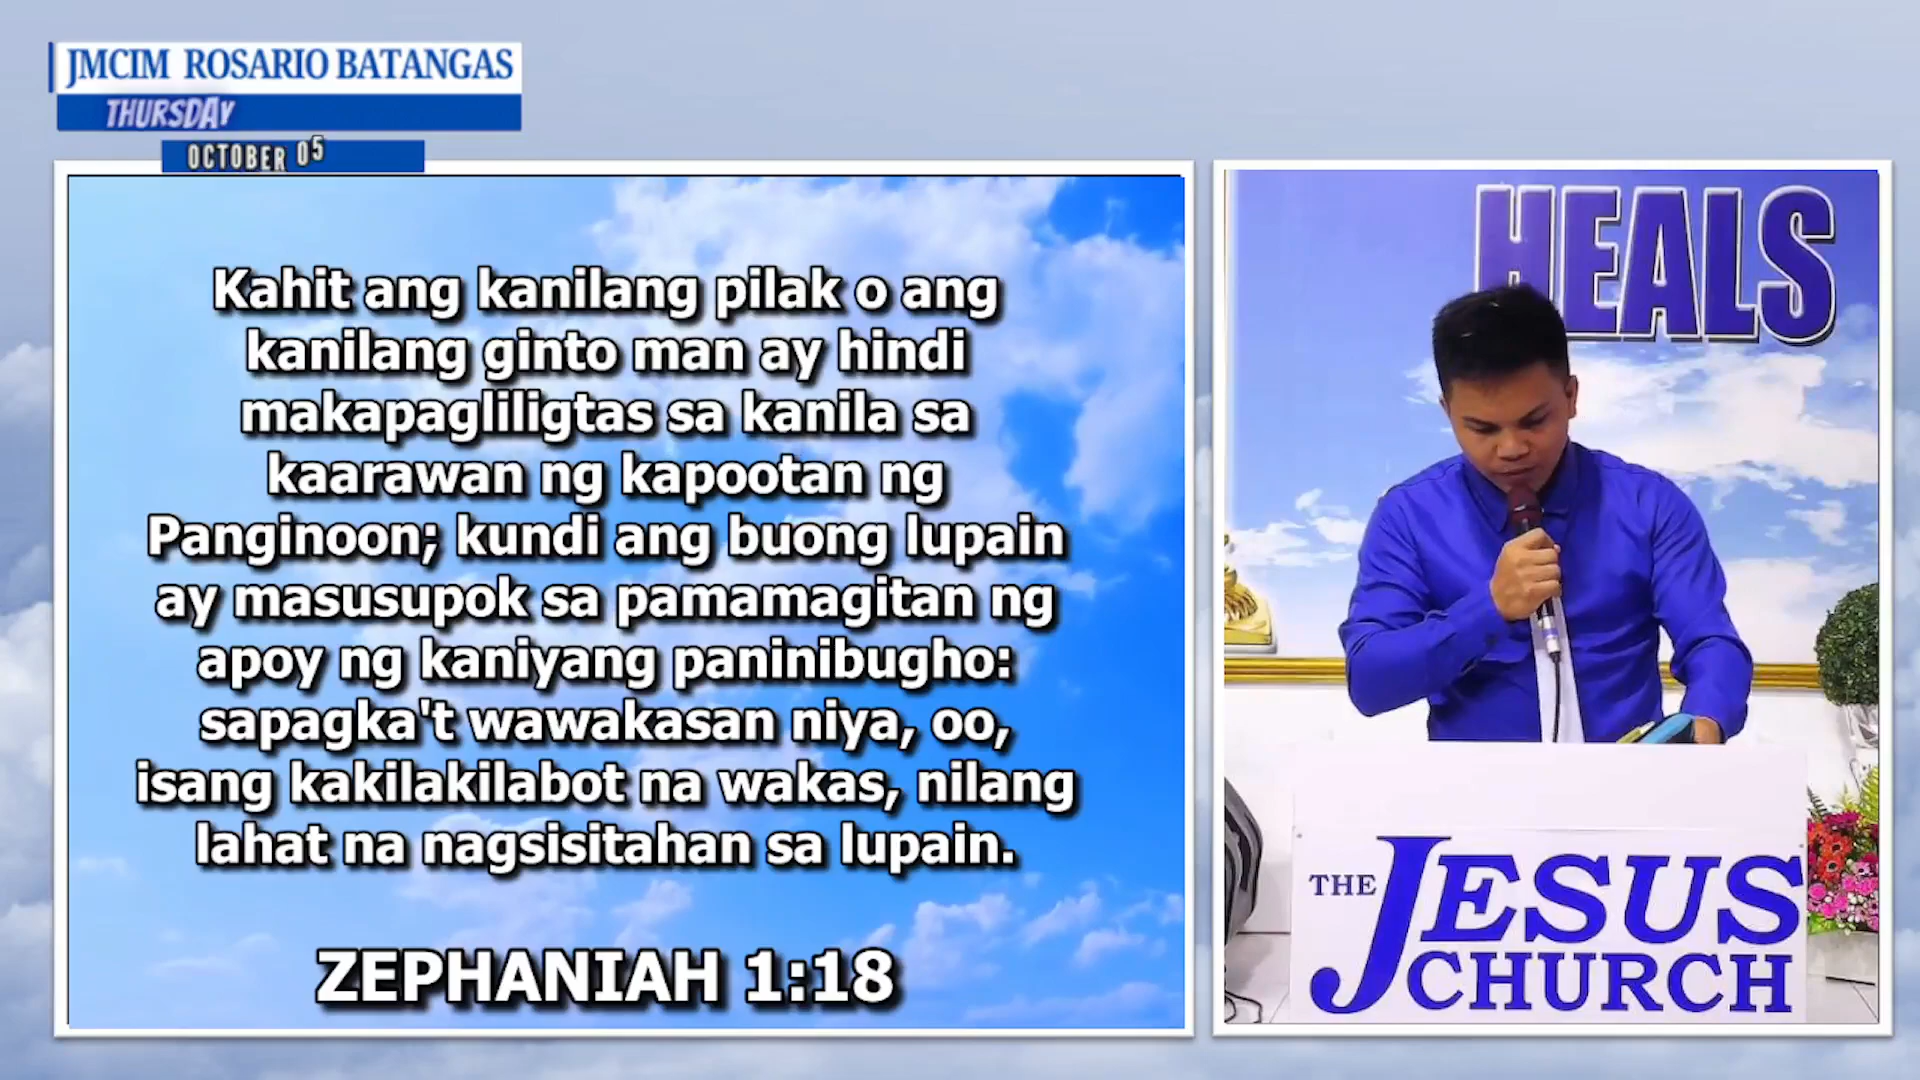 JMCIM ROSARIO BATANGAS
THURSDAY
OCTOBER 05
Kahit ang kanilang pilak o ang
kanilang ginto man ay hindi
makapagliligtas sa kanila sa
kaarawan ng kapootan ng
Panginoon; kundi ang buong lupain
ay masusupok sa pamamagitan ng
apoy ng kaniyang paninibugho:
sapagka't wawakasan niya, oo,
isang kakilakilabot na wakas, nilang
lahat na nagsisitahan sa lupain.
ZEPHANIAH 1:18
HEALS
THE JESUS
CHURCH